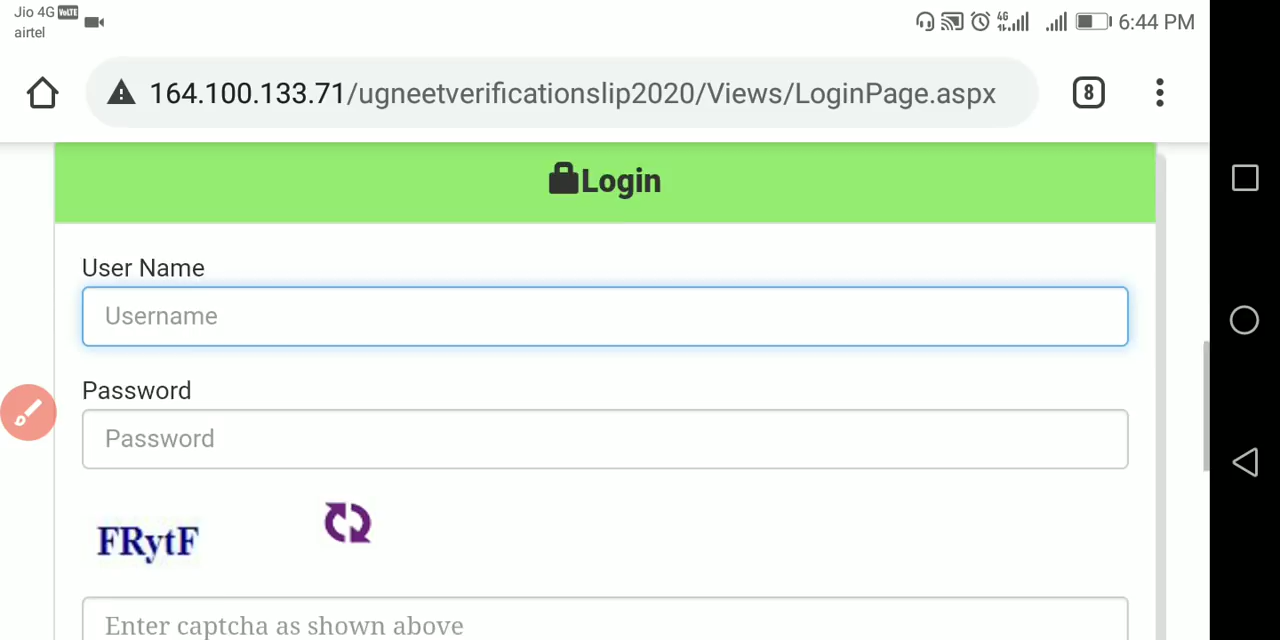 Jio 4G VoLTE
airtel
4G
6:44 PM
164.100.133.71/ugneetverificationslip2020/Views/LoginPage.aspx
8
Login
User Name
Username
Password
Password
FRytF
Enter captcha as shown above